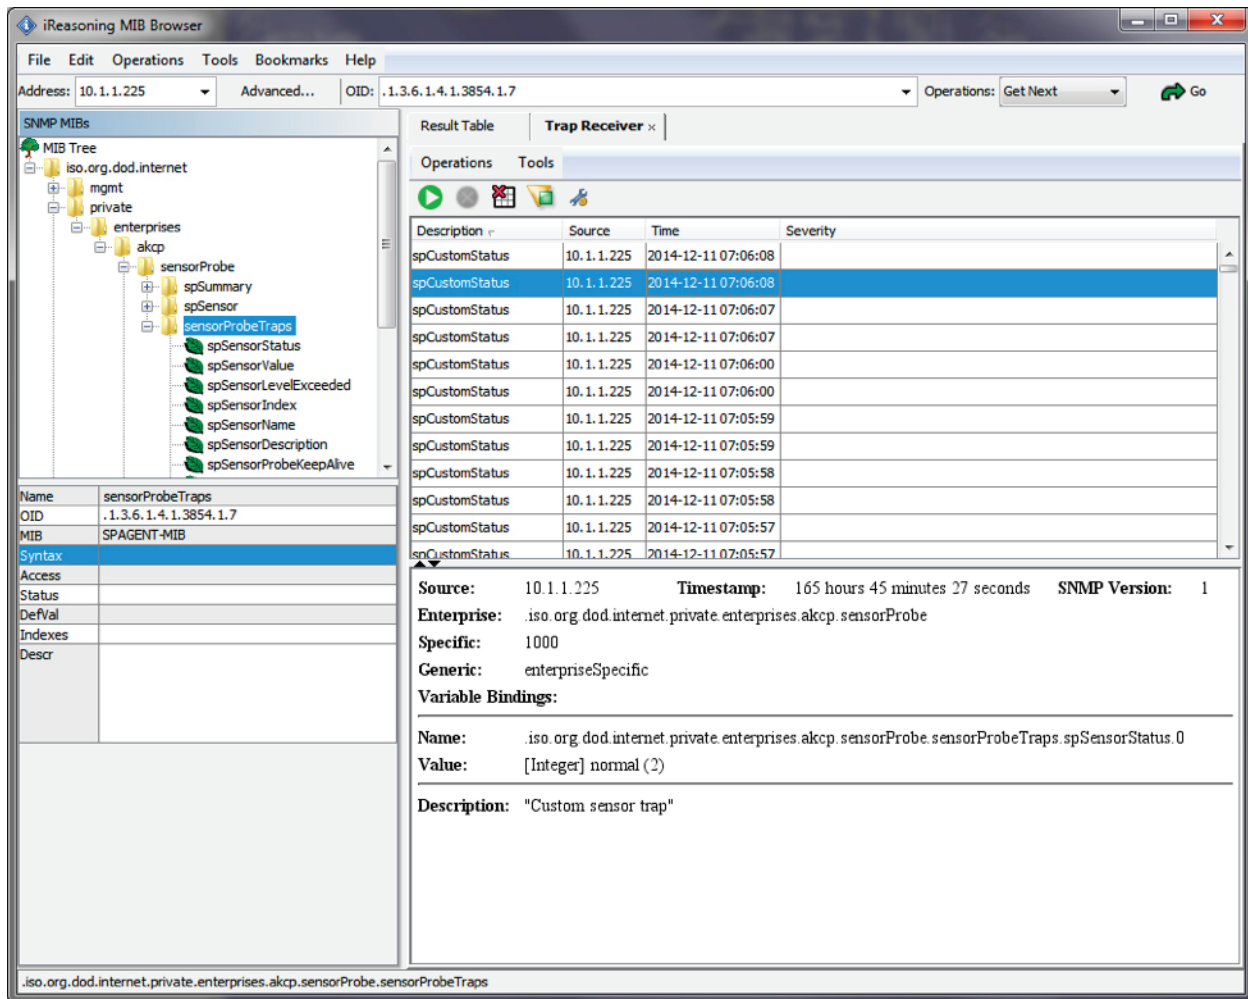 iReasoning MIB Browser
File Edit Operations Tools Bookmarks Help
Address: 10.1.1.225 Advanced... OID: .1.3.6.1.4.1.3854.1.7 Operations: Get Next Go
SNMP MIBs
MIB Tree
iso.org.dod.internet
mgmt
private
enterprises
akcp
sensorProbe
spSummary
spSensor
sensorProbeTraps
spSensorStatus
spSensorValue
spSensorLevelExceeded
spSensorIndex
spSensorName
spSensorDescription
spSensorProbeKeepAlive
Name sensorProbeTraps
OID .1.3.6.1.4.1.3854.1.7
MIB SPAGENT-MIB
Syntax
Access
Status
DefVal
Indexes
Descr
Result Table Trap Receiver ×
Operations Tools
Description Source Time Severity
spCustomStatus 10.1.1.225 2014-12-11 07:06:08
spCustomStatus 10.1.1.225 2014-12-11 07:06:08
spCustomStatus 10.1.1.225 2014-12-11 07:06:07
spCustomStatus 10.1.1.225 2014-12-11 07:06:07
spCustomStatus 10.1.1.225 2014-12-11 07:06:00
spCustomStatus 10.1.1.225 2014-12-11 07:06:00
spCustomStatus 10.1.1.225 2014-12-11 07:05:59
spCustomStatus 10.1.1.225 2014-12-11 07:05:59
spCustomStatus 10.1.1.225 2014-12-11 07:05:58
spCustomStatus 10.1.1.225 2014-12-11 07:05:58
spCustomStatus 10.1.1.225 2014-12-11 07:05:57
spCustomStatus 10.1.1.225 2014-12-11 07:05:57
Source: 10.1.1.225 Timestamp: 165 hours 45 minutes 27 seconds SNMP Version: 1
Enterprise: .iso.org.dod.internet.private.enterprises.akcp.sensorProbe
Specific: 1000
Generic: enterpriseSpecific
Variable Bindings:
Name: .iso.org.dod.internet.private.enterprises.akcp.sensorProbe.sensorProbeTraps.spSensorStatus.0
Value: [Integer] normal (2)
Description: "Custom sensor trap"
.iso.org.dod.internet.private.enterprises.akcp.sensorProbe.sensorProbeTraps